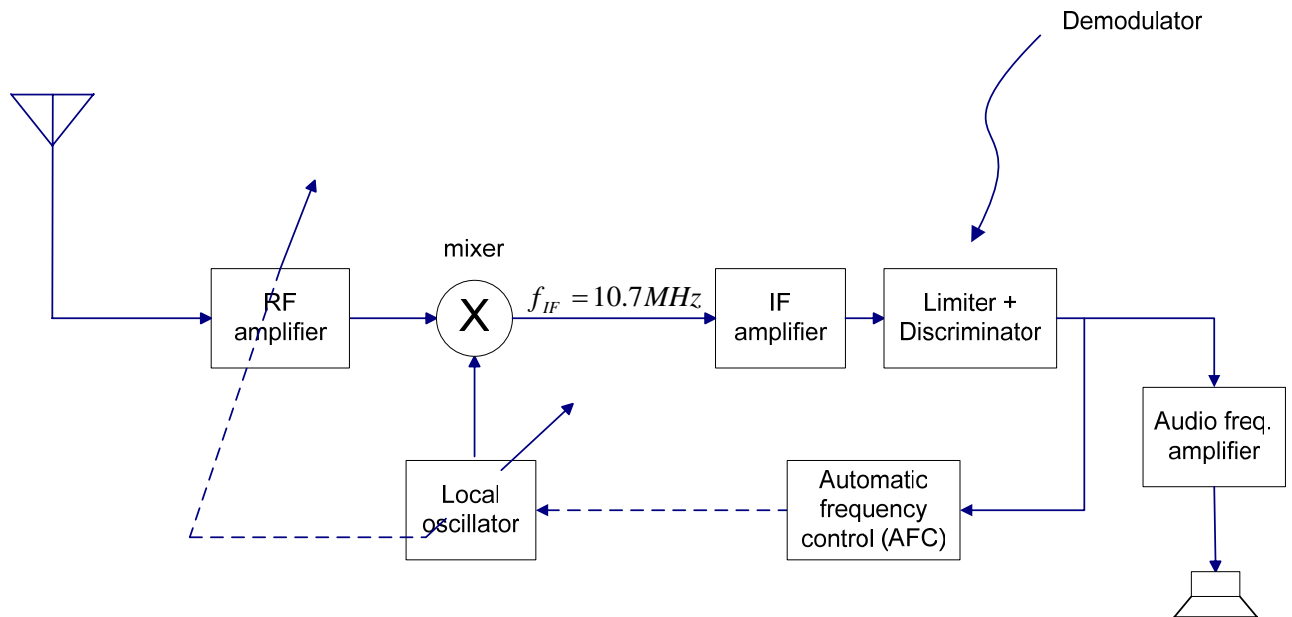 Demodulator
mixer
RF
amplifier
X
f_IF = 10.7MHz
IF
amplifier
Limiter +
Discriminator
Audio freq.
amplifier
Local
oscillator
Automatic
frequency
control (AFC)